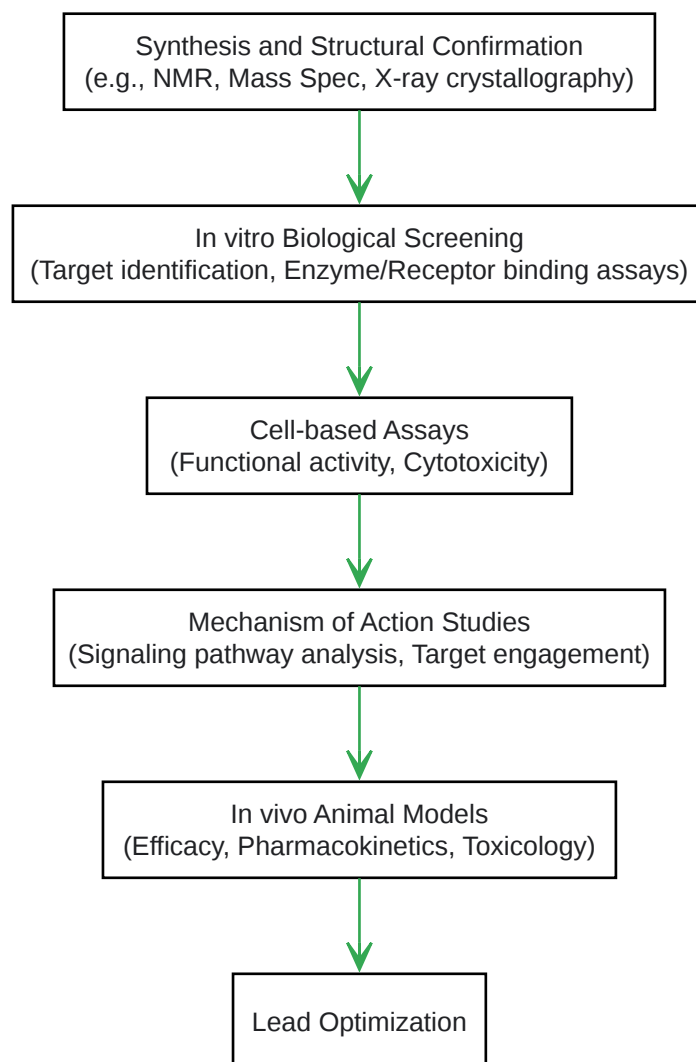 Synthesis and Structural Confirmation
(e.g., NMR, Mass Spec, X-ray crystallography)
In vitro Biological Screening
(Target identification, Enzyme/Receptor binding assays)
Cell-based Assays
(Functional activity, Cytotoxicity)
Mechanism of Action Studies
(Signaling pathway analysis, Target engagement)
In vivo Animal Models
(Efficacy, Pharmacokinetics, Toxicology)
Lead Optimization